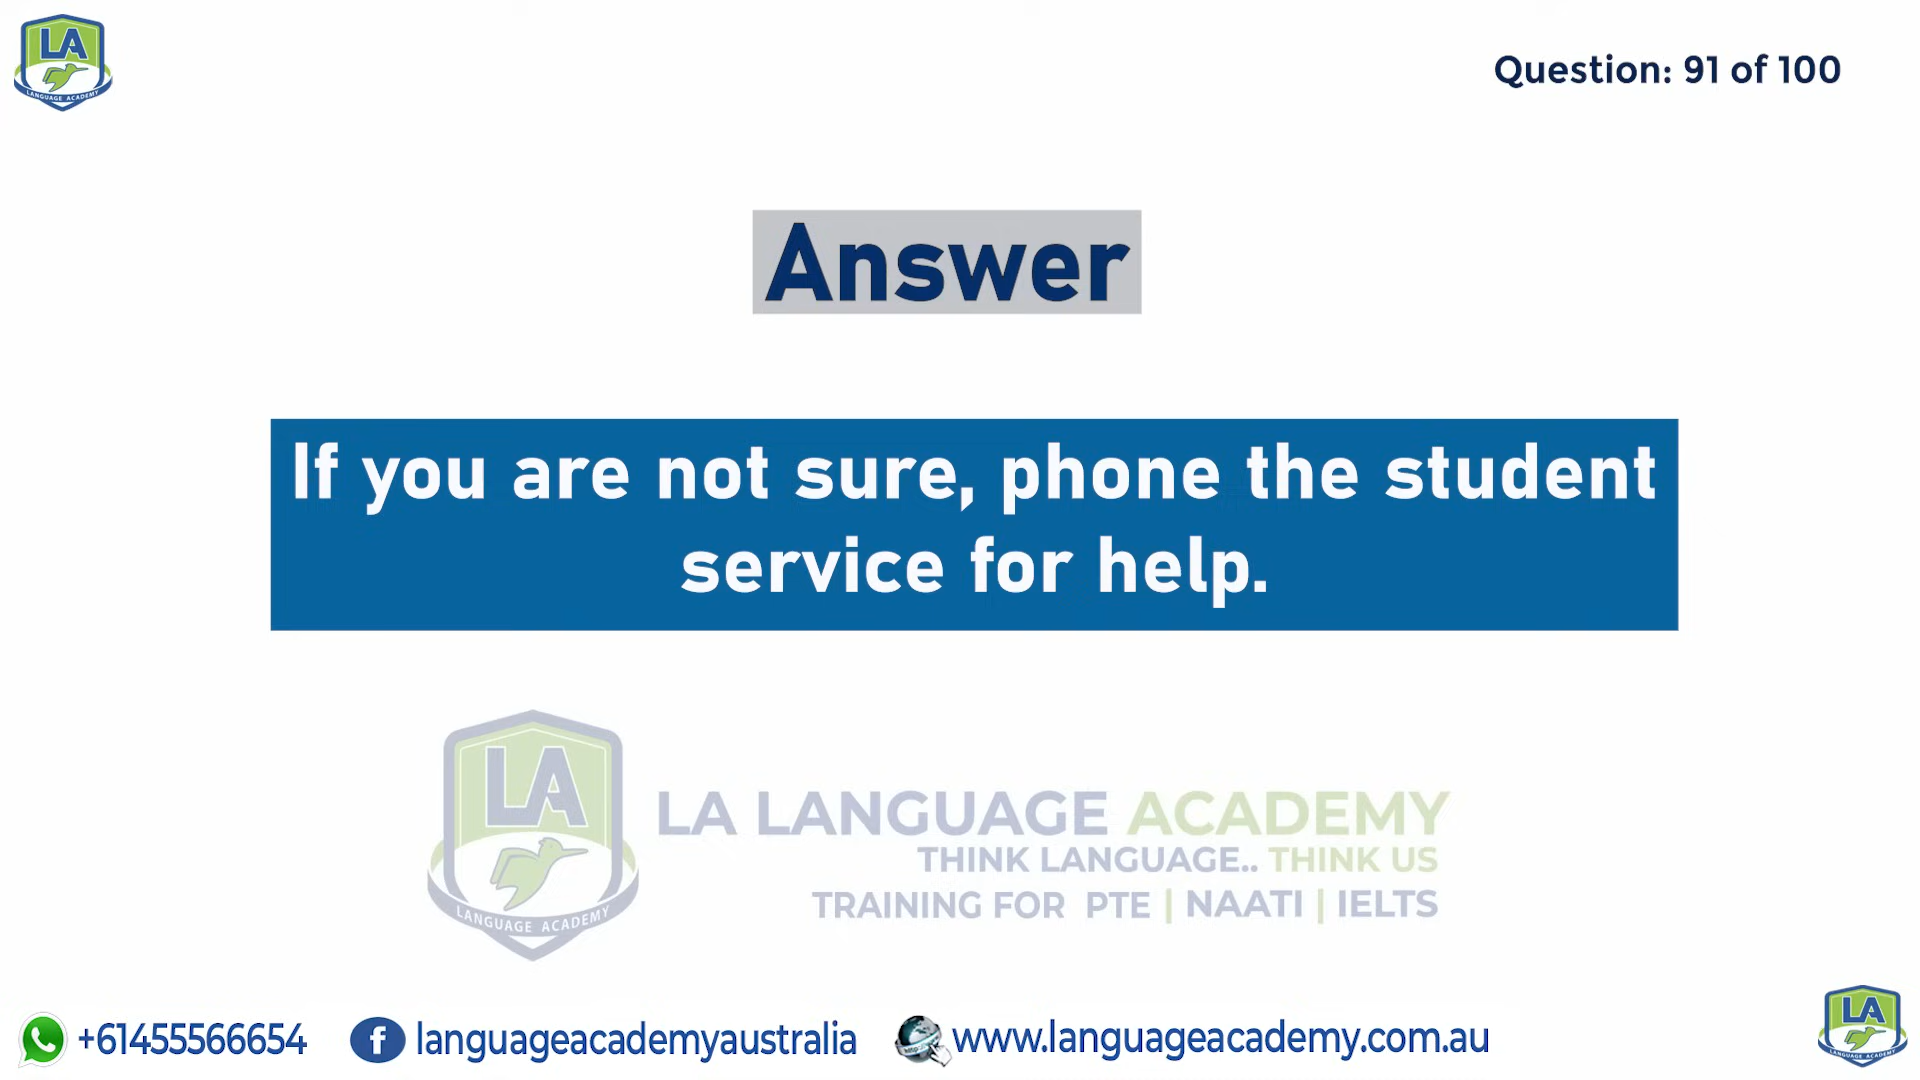 LA
LANGUAGE ACADEMY
Question: 91 of 100
Answer
If you are not sure, phone the student
service for help.
LA
LANGUAGE ACADEMY
LA LANGUAGE ACADEMY
THINK LANGUAGE.. THINK US
TRAINING FOR PTE | NAATI | IELTS
+61455566654
languageacademyaustralia
www.languageacademy.com.au
LA
LANGUAGE ACADEMY